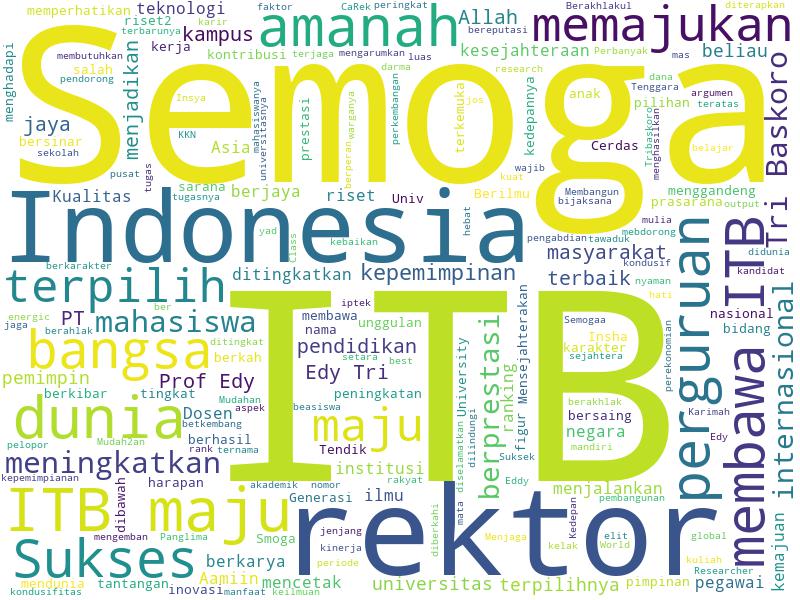 memperhatikan
teknologi
karir
faktor
CaRek
peringkat
Berakhlakul
diterapkan
riset2
terbarunya
kampus
amanah
Allah
bereputasi
memajukan
menghadapi
membutuhkan
kerja
kontribusi
terjaga
mengarumkan
luas
kesejahteraan
Perbanyak
mas
beliau
salah
pendorong
darma
research
dana
argumen
Semoga
menjadikan
Insya
anak
Tenggara
pilihan
teratas
jaya
bersinar
sekolah
KKN
Asia
mahasiswanya
universitasnya
prestasi
berperan
warganya
perkembangan
terkemuka
jos
kedepannya
Cerdas
wajib
kuat
Tribaskoro
menghasilkan
belajar
Tri Baskoro
pusat
tugas
tugasnya
sarana
berjaya
riset
Univ
Berilmu
Membangun
bijaksana
menggandeng
prasarana
output
Kualitas
Indonesia
yad
Class
kebaikan
hebat
pengabdian
tawaduk
mebdorong
mulia
kondusif
kandidat
didunia
nyaman
masyarakat
berkarakter
ditingkatkan
kepemimpinan
terbaik
hati
perguruan
ITB
nasional
internasional
terpilih
energic
ber
jaga
berahlak
ditingkat
PT
mahasiswa
iptek
membawa
nama
unggulan
setara
best
Mensejahterakan
Semogaa
Insha
karakter
sejahtera
perekonomian
bidang
bangsa
berkah
pendidikan
pemimpin
berkibar
tingkat
Prof Edy
Mudahan
aspek
Edy Tri
beasiswa
peningkatan
University
ranking
figur
berprestasi
berakhlak
bersaing
negara
mandiri
membawa
Karimah
Edy
dunia
Dosen
betkembang
berhasil
rank
ternama
Mudah2an
pelopor
maju
Tendik
institusi
rakyat
diselamatkan
dilindungi
Suksek
Eddy
ITB
meningkatkan
kepemimpianan
harapan
dibawah
akademik
nomor
Generasi
ilmu
mata
menjalankan
pembangunan
ITB
maju
mengemban
Panglima
Smoga
jenjang
kinerja
periode
rektor
diberkahi
Menjaga
Kedepan
kelak
elit
World
global
kuliah
Researcher
kemajuan
Sukses
berkarya
mendunia
tantangan
Aamiin
mencetak
kondusifitas
inovasi
manfaat
keilmuan
universitas
terpilihnya
pimpinan
pegawai